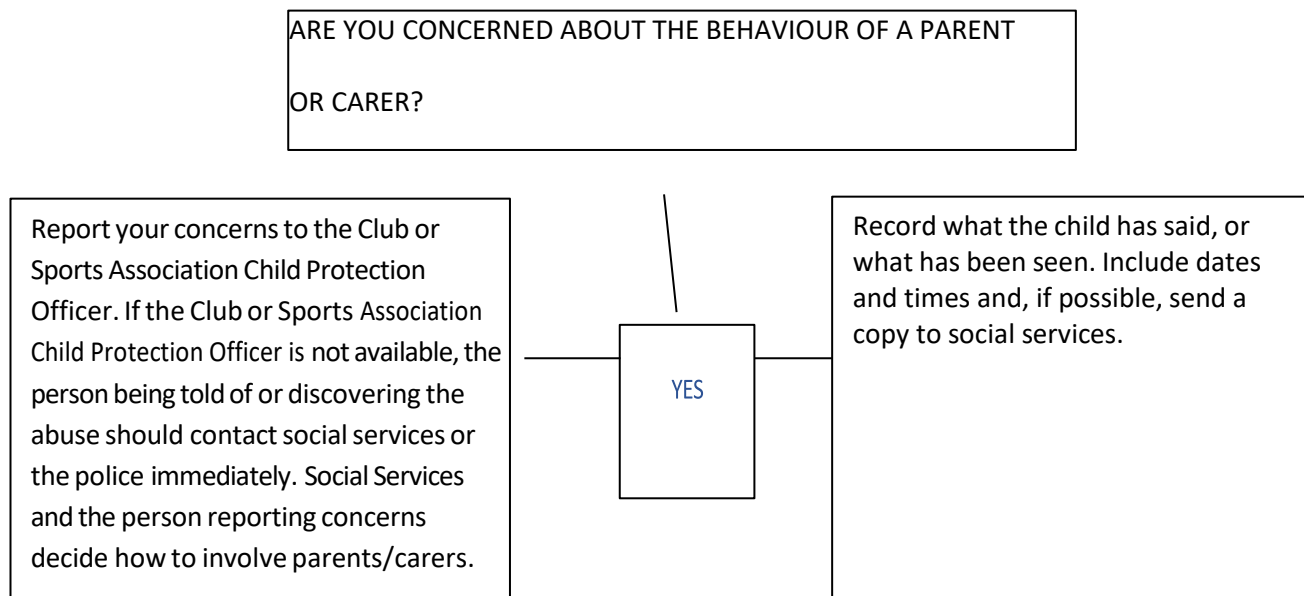 ARE YOU CONCERNED ABOUT THE BEHAVIOUR OF A PARENT
OR CARER?
Report your concerns to the Club or
Sports Association Child Protection
Officer. If the Club or Sports Association
Child Protection Officer is not available, the
person being told of or discovering the
abuse should contact social services or
the police immediately. Social Services
and the person reporting concerns
decide how to involve parents/carers.
YES
Record what the child has said, or
what has been seen. Include dates
and times and, if possible, send a
copy to social services.